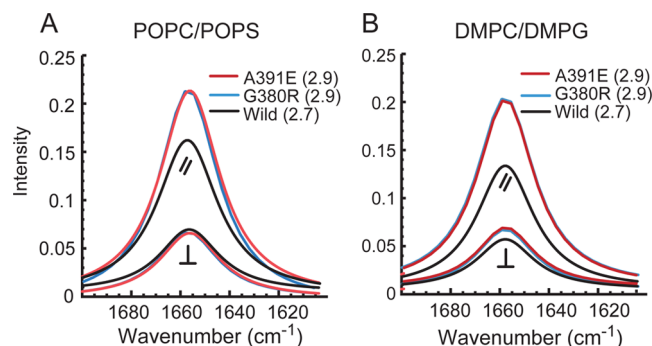 A
POPC/POPS
0.25
0.2
0.15
0.1
0.05
0
Intensity
A391E (2.9)
G380R (2.9)
Wild (2.7)
//
⊥
1680 1660 1640 1620
Wavenumber (cm-1)
B
DMPC/DMPG
0.25
0.2
0.15
0.1
0.05
0
A391E (2.9)
G380R (2.9)
Wild (2.7)
//
⊥
1680 1660 1640 1620
Wavenumber (cm-1)